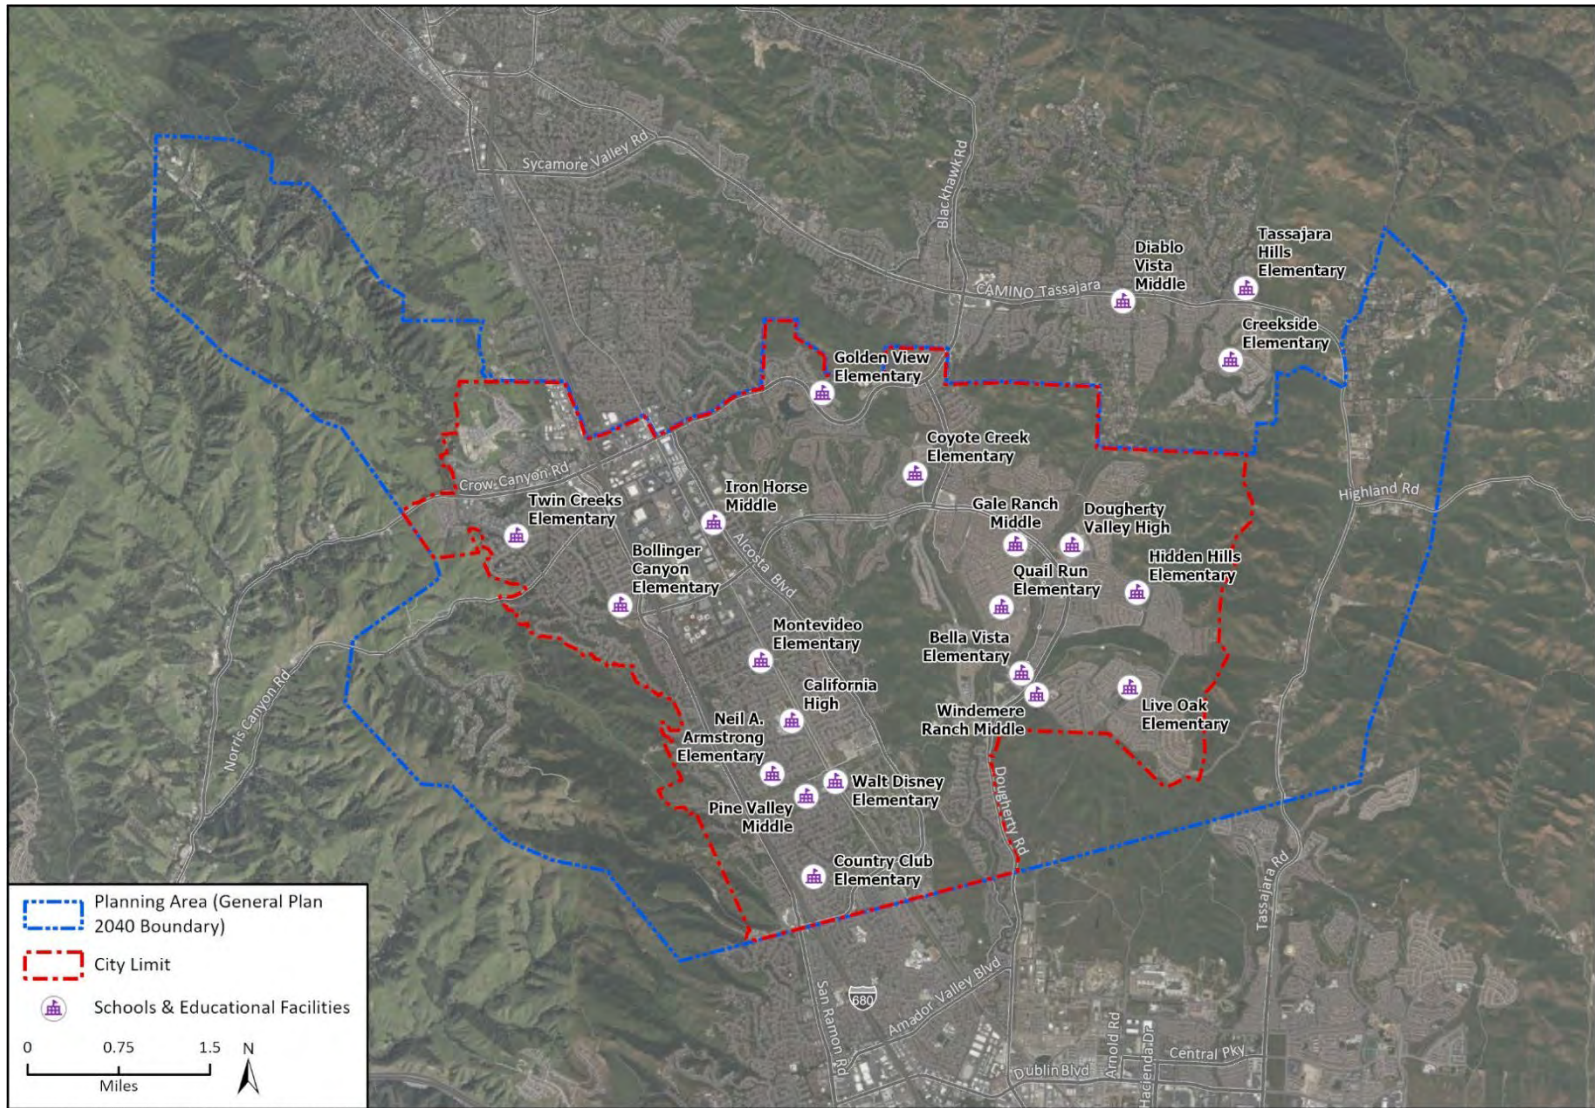 Sycamore Valley Rd
Blackhawk Rd
CAMINO Tassajara
Diablo
Vista
Middle
Tassajara
Hills
Elementary
Creekside
Elementary
Golden View
Elementary
Coyote Creek
Elementary
Crow Canyon Rd
Twin Creeks
Elementary
Iron Horse
Middle
Alcosta Blvd
Bollinger
Canyon
Elementary
Gale Ranch
Middle
Dougherty
Valley High
Highland Rd
Quail Run
Elementary
Hidden Hills
Elementary
Montevideo
Elementary
Bella Vista
Elementary
California
High
Windemere
Ranch Middle
Live Oak
Elementary
Norris Canyon Rd
Neil A.
Armstrong
Elementary
Walt Disney
Elementary
Pine Valley
Middle
Dougherty Rd
Country Club
Elementary
Tassajara Rd
San Ramon Rd
680
Amador Valley Blvd
Arnold Rd
Hacienda Dr
Central Pky
Dublin Blvd
Planning Area (General Plan
2040 Boundary)
City Limit
Schools & Educational Facilities
0 0.75 1.5
Miles
N